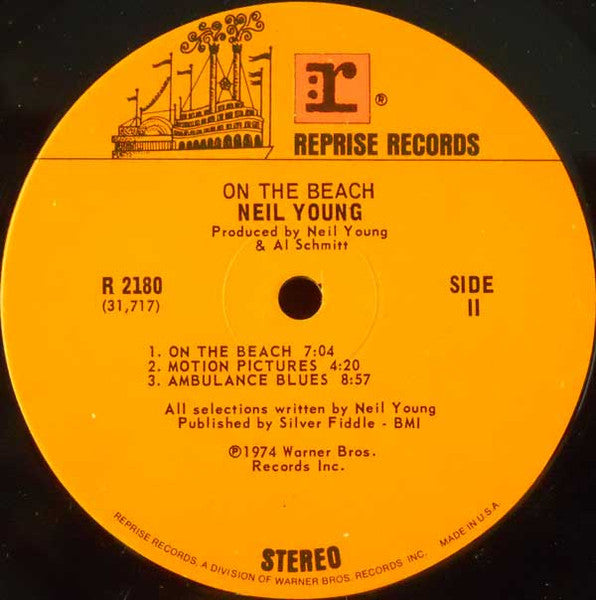 :r
®
REPRISE RECORDS
ON THE BEACH
NEIL YOUNG
Produced by Neil Young
& Al Schmitt
R 2180
(31,717)
SIDE
II
1. ON THE BEACH 7:04
2. MOTION PICTURES 4:20
3. AMBULANCE BLUES 8:57
All selections written by Neil Young
Published by Silver Fiddle - BMI
℗1974 Warner Bros.
Records Inc.
STEREO
REPRISE RECORDS, A DIVISION OF WARNER BROS. RECORDS INC. MADE IN U.S.A.